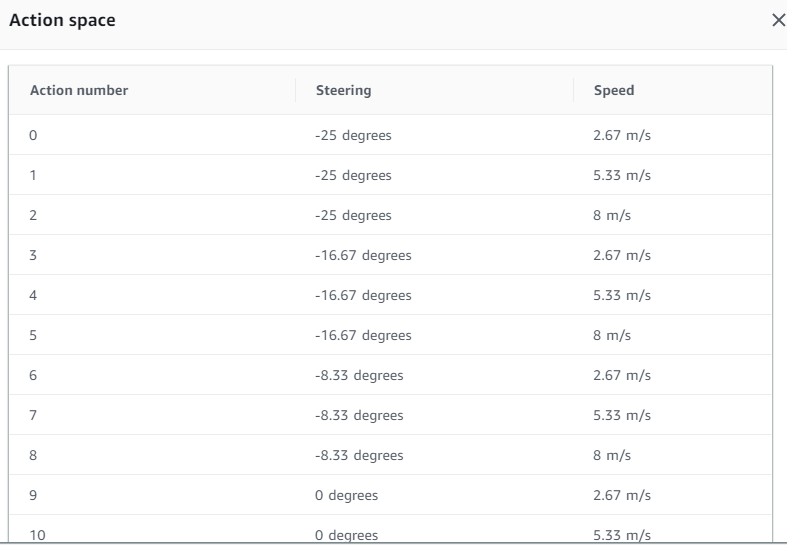 Action space
Action number Steering Speed
0 -25 degrees 2.67 m/s
1 -25 degrees 5.33 m/s
2 -25 degrees 8 m/s
3 -16.67 degrees 2.67 m/s
4 -16.67 degrees 5.33 m/s
5 -16.67 degrees 8 m/s
6 -8.33 degrees 2.67 m/s
7 -8.33 degrees 5.33 m/s
8 -8.33 degrees 8 m/s
9 0 degrees 2.67 m/s
10 0 degrees 5.33 m/s